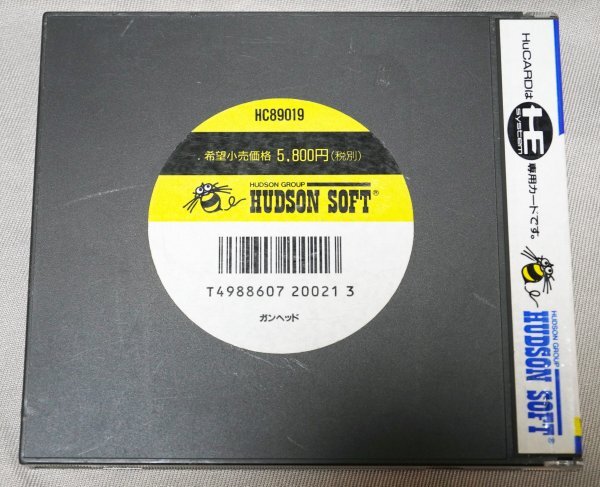 HC89019
希望小売価格 5,800円(税別)
HUDSON GROUP
HUDSON SOFT®
T4988607 20021 3
ガンヘッド
HuCARDは HE system 専用カードです。
HUDSON GROUP
HUDSON SOFT®